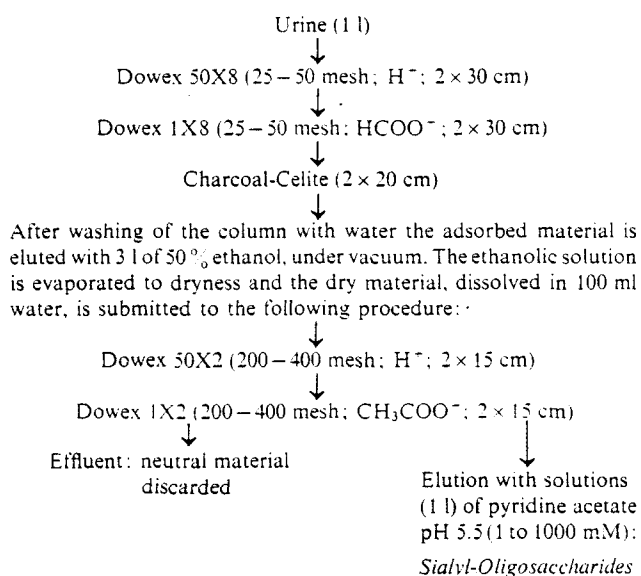 Urine (1 l)
Dowex 50X8 (25–50 mesh; H⁺; 2 × 30 cm)
Dowex 1X8 (25–50 mesh; HCOO⁻; 2 × 30 cm)
Charcoal-Celite (2 × 20 cm)
After washing of the column with water the adsorbed material is
eluted with 3 l of 50 % ethanol, under vacuum. The ethanolic solution
is evaporated to dryness and the dry material, dissolved in 100 ml
water, is submitted to the following procedure:
Dowex 50X2 (200–400 mesh; H⁺; 2 × 15 cm)
Dowex 1X2 (200–400 mesh; CH₃COO⁻; 2 × 15 cm)
Effluent: neutral material
discarded
Elution with solutions
(1 l) of pyridine acetate
pH 5.5 (1 to 1000 mM):
Sialyl-Oligosaccharides